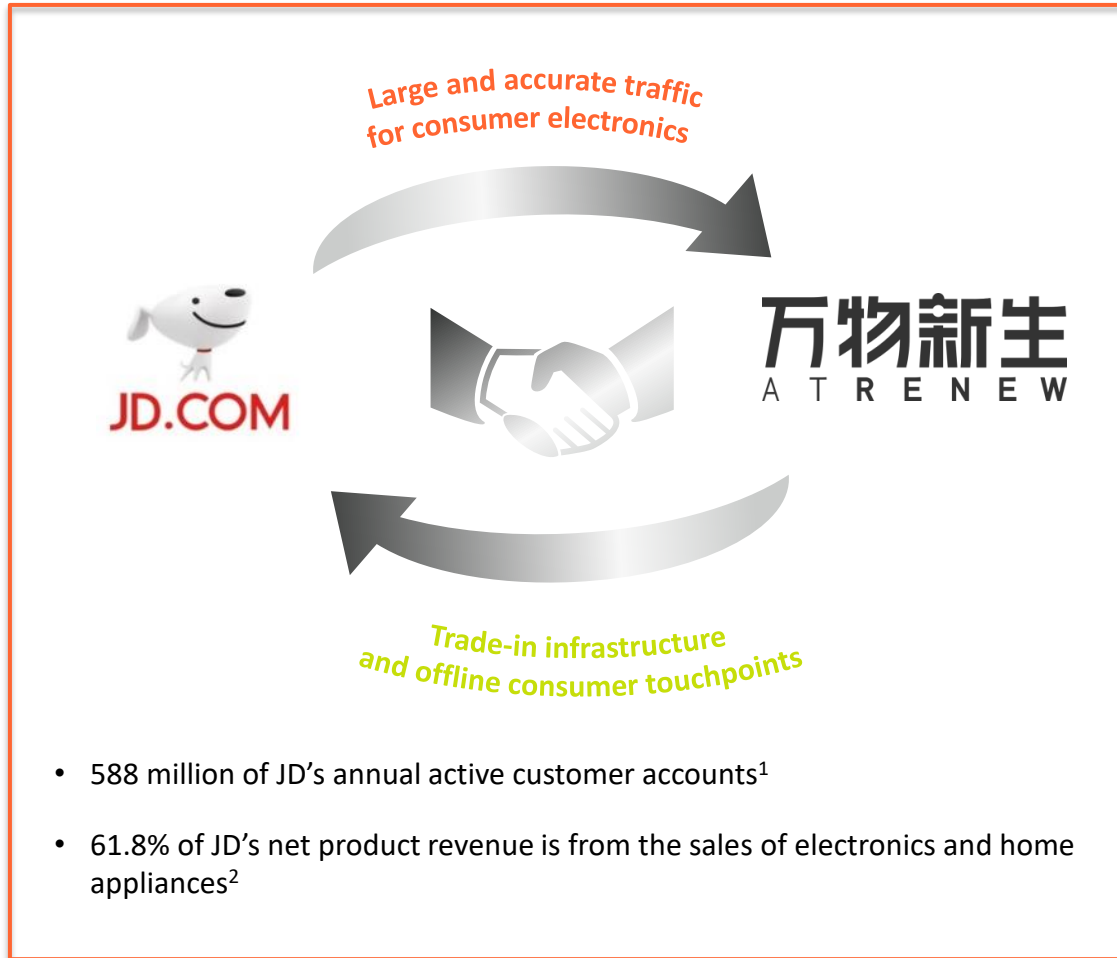 Large and accurate traffic
for consumer electronics
JD.COM
万物新生
ATRENEW
Trade-in infrastructure
and offline consumer touchpoints
• 588 million of JD’s annual active customer accounts1
• 61.8% of JD’s net product revenue is from the sales of electronics and home
appliances2